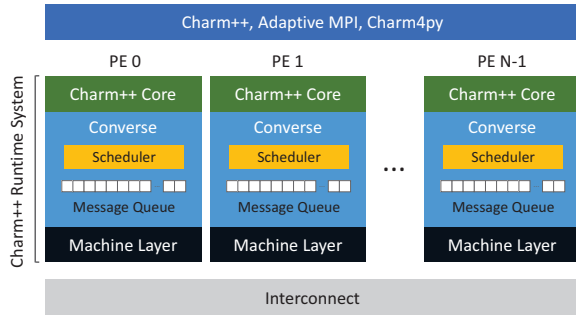 Charm++, Adaptive MPI, Charm4py
PE 0 PE 1 PE N-1
Charm++ Runtime System
Charm++ Core Charm++ Core Charm++ Core
Converse Converse Converse
Scheduler Scheduler ... Scheduler
Message Queue Message Queue Message Queue
Machine Layer Machine Layer Machine Layer
Interconnect